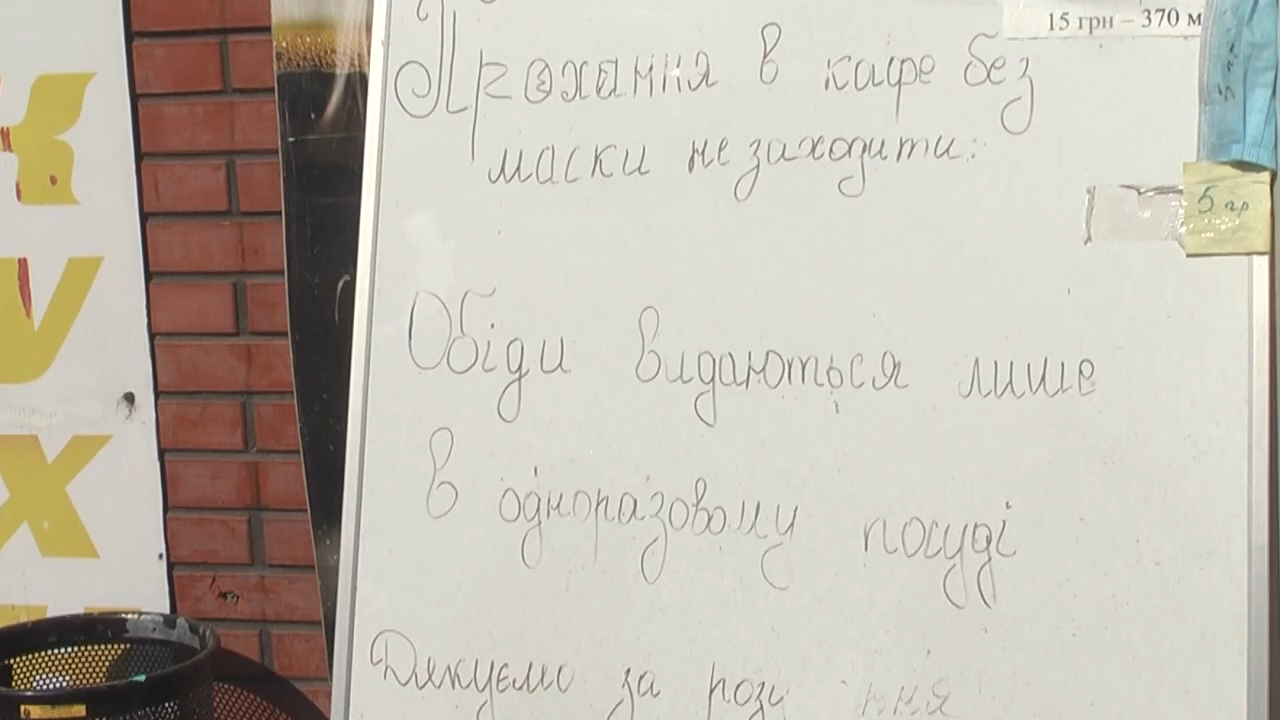 15 грн – 370 м
Прохання в кафе без
маски не заходити.
5 гр
Обіди видаються лише
в одноразовому посуді
Дякуємо за